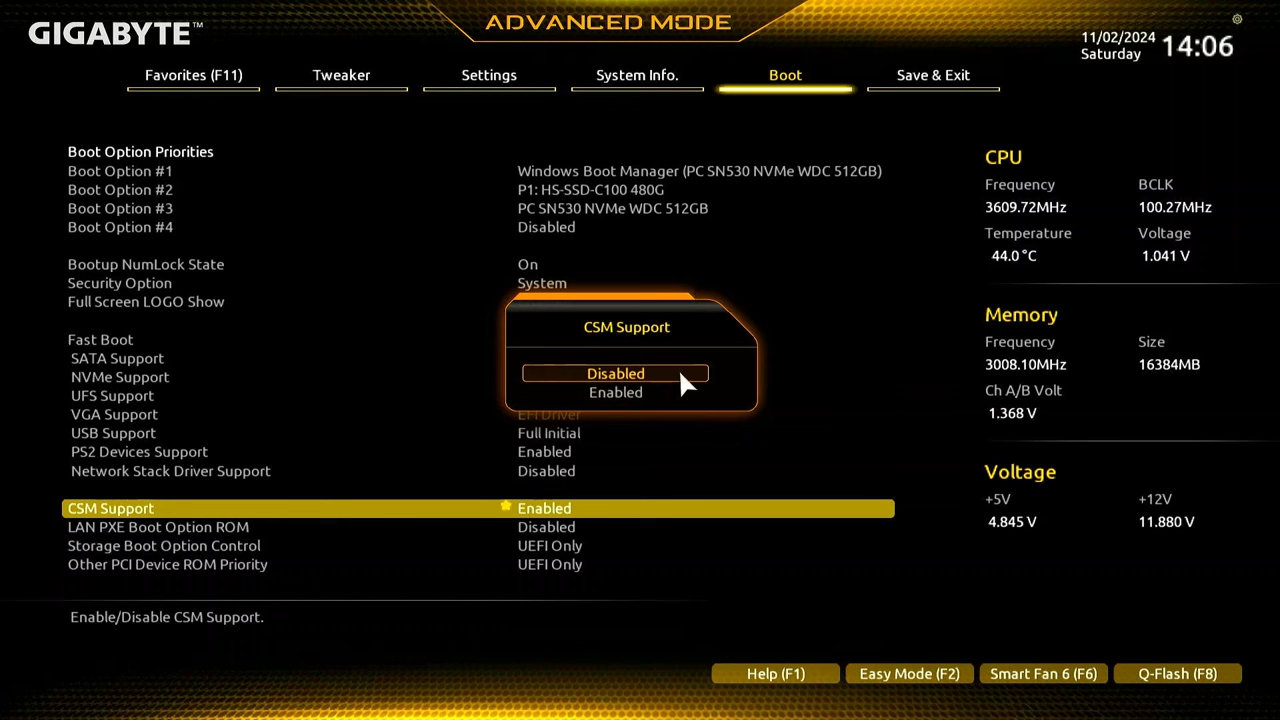 GIGABYTE™
ADVANCED MODE
11/02/2024
Saturday
14:06
Favorites (F11) Tweaker Settings System Info. Boot Save & Exit
Boot Option Priorities
Boot Option #1 Windows Boot Manager (PC SN530 NVMe WDC 512GB)
Boot Option #2 P1: HS-SSD-C100 480G
Boot Option #3 PC SN530 NVMe WDC 512GB
Boot Option #4 Disabled
Bootup NumLock State On
Security Option System
Full Screen LOGO Show
Fast Boot
SATA Support
NVMe Support
UFS Support
VGA Support EFI Driver
USB Support Full Initial
PS2 Devices Support Enabled
Network Stack Driver Support Disabled
CSM Support Enabled
LAN PXE Boot Option ROM Disabled
Storage Boot Option Control UEFI Only
Other PCI Device ROM Priority UEFI Only
Enable/Disable CSM Support.
CSM Support
Disabled
Enabled
CPU
Frequency BCLK
3609.72MHz 100.27MHz
Temperature Voltage
44.0 °C 1.041 V
Memory
Frequency Size
3008.10MHz 16384MB
Ch A/B Volt
1.368 V
Voltage
+5V +12V
4.845 V 11.880 V
Help (F1) Easy Mode (F2) Smart Fan 6 (F6) Q-Flash (F8)